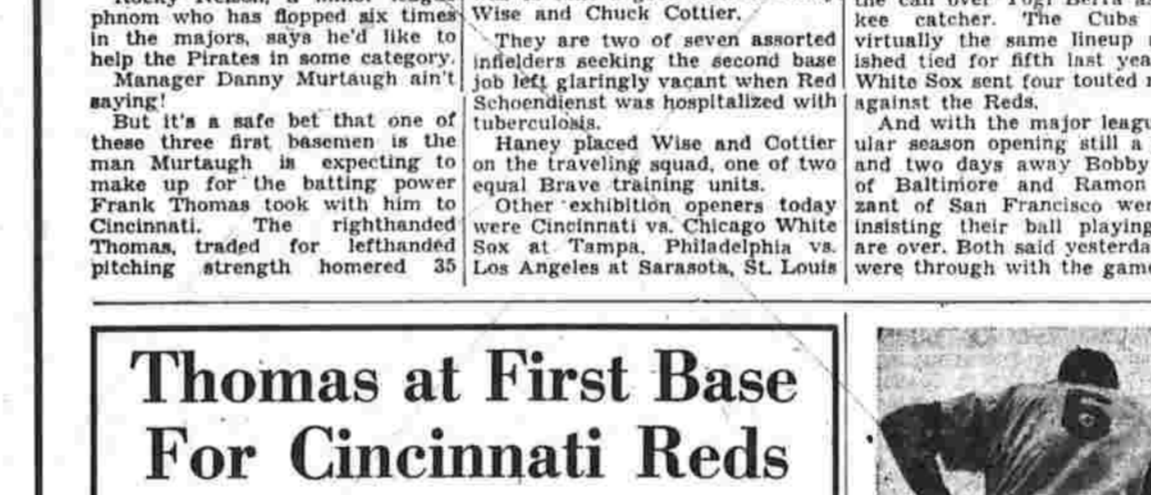 phnom who has flopped six times
in the majors, says he'd like to
help the Pirates in some category.
Manager Danny Murtaugh ain't
saying!
But it's a safe bet that one of
these three first basemen is the
man Murtaugh is expecting to
make up for the batting power
Frank Thomas took with him to
Cincinnati. The righthanded
Thomas, traded for lefthanded
pitching strength homered 35
Wise and Chuck Cottier.
They are two of seven assorted
infielders seeking the second base
job left glaringly vacant when Red
Schoendienst was hospitalized with
tuberculosis.
Haney placed Wise and Cottier
on the traveling squad, one of two
equal Brave training units.
Other exhibition openers today
were Cincinnati vs. Chicago White
Sox at Tampa, Philadelphia vs.
Los Angeles at Sarasota, St. Louis
kee catcher. The Cubs
virtually the same lineup
ished tied for fifth last yea
White Sox sent four touted
against the Reds.
And with the major leagu
ular season opening still a
and two days away Bobby
of Baltimore and Ramon
zant of San Francisco wer
insisting their ball playing
are over. Both said yesterda
were through with the game
Thomas at First Base
For Cincinnati Reds